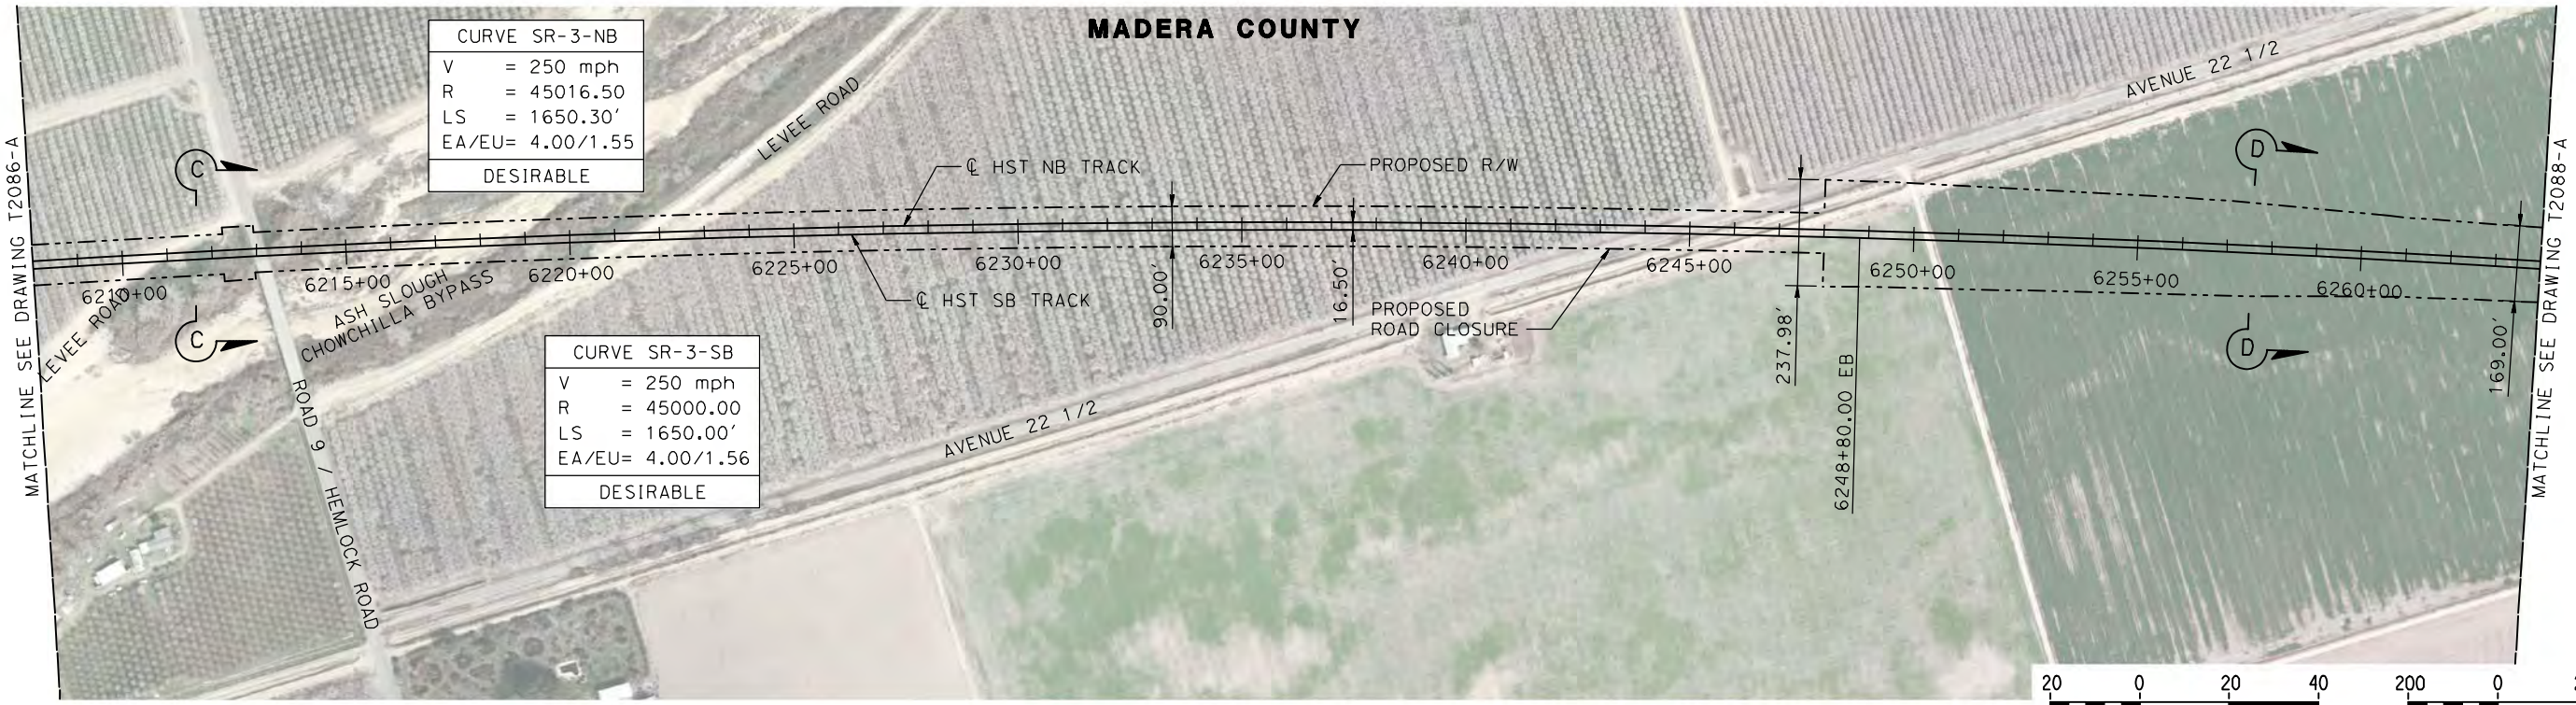 MADERA COUNTY
CURVE SR-3-NB
V = 250 mph
R = 45016.50
LS = 1650.30′
EA/EU= 4.00/1.55
DESIRABLE
MATCHLINE SEE DRAWING T2086-A
C
C
LEVEE ROAD
LEVEE ROAD
ROAD 9 / HEMLOCK ROAD
ASH SLOUGH
CHOWCHILLA BYPASS
℄ HST NB TRACK
℄ HST SB TRACK
PROPOSED R/W
6210+00
6215+00
6220+00
6225+00
6230+00
6235+00
6240+00
6245+00
6250+00
6255+00
6260+00
90.00′
16.50′
PROPOSED
ROAD CLOSURE
237.98′
6248+80.00 EB
169.00′
AVENUE 22 1/2
AVENUE 22 1/2
D
D
CURVE SR-3-SB
V = 250 mph
R = 45000.00
LS = 1650.00′
EA/EU= 4.00/1.56
DESIRABLE
MATCHLINE SEE DRAWING T2088-A
20 0 20 40
200 0